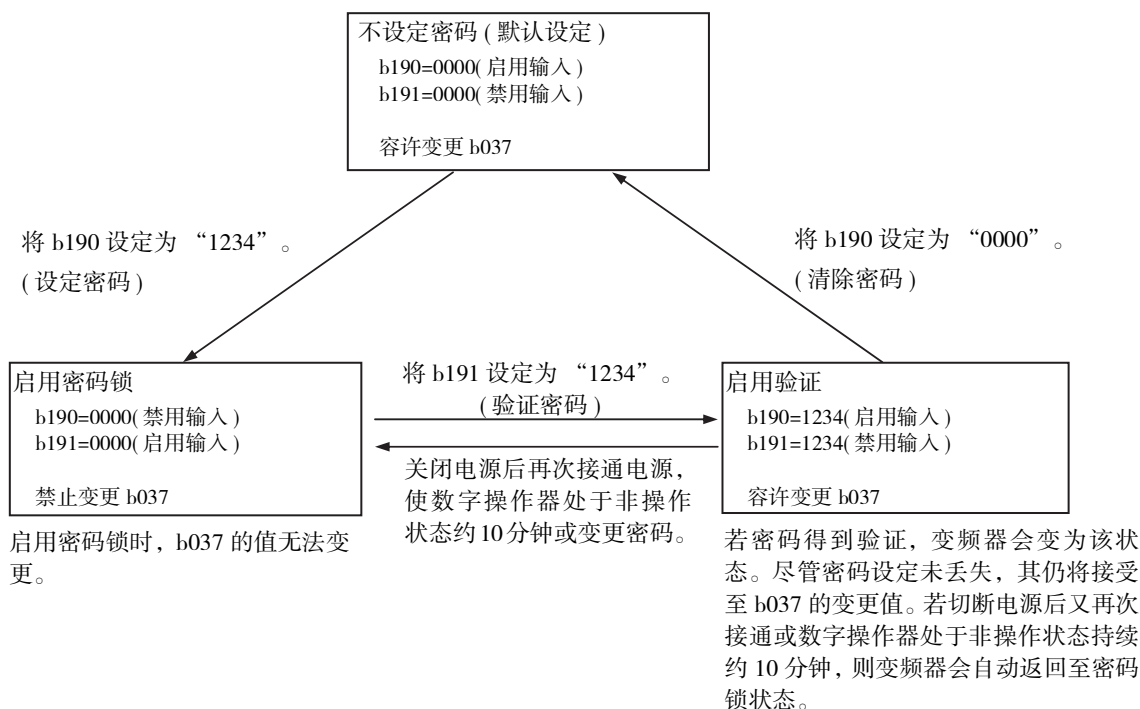 不设定密码 ( 默认设定 )
b190=0000( 启用输入 )
b191=0000( 禁用输入 )
容许变更 b037
将 b190 设定为 “1234”。
( 设定密码 )
将 b190 设定为 “0000”。
( 清除密码 )
启用密码锁
b190=0000( 禁用输入 )
b191=0000( 启用输入 )
禁止变更 b037
启用密码锁时，b037 的值无法变
更。
将 b191 设定为 “1234”。
( 验证密码 )
关闭电源后再次接通电源，
使数字操作器处于非操作
状态约 10 分钟或变更密码。
启用验证
b190=1234( 启用输入 )
b191=1234( 禁用输入 )
容许变更 b037
若密码得到验证，变频器会变为该状
态。尽管密码设定未丢失，其仍将接受
至 b037 的变更值。若切断电源后又再次
接通或数字操作器处于非操作状态持续
约 10 分钟，则变频器会自动返回至密码
锁状态。